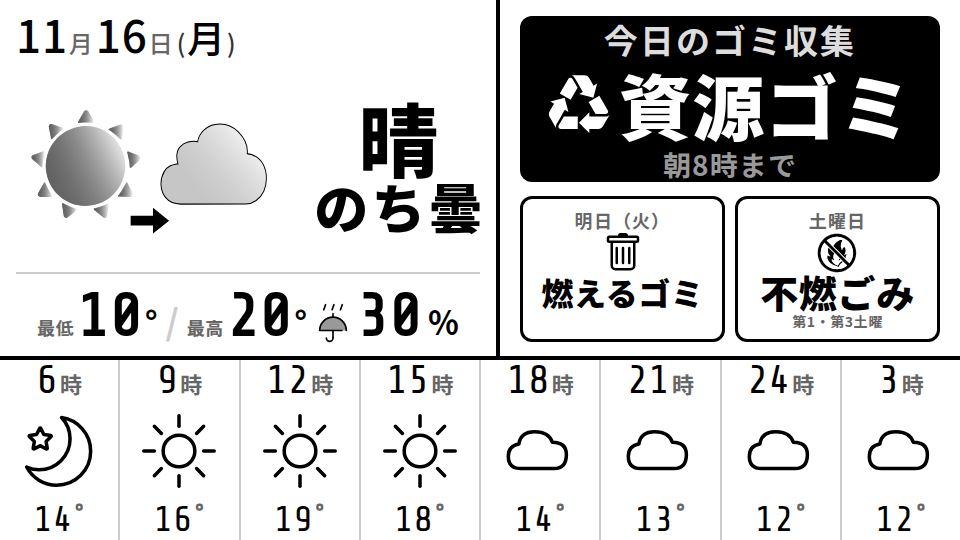 11月16日(月)
晴
のち曇
最低 10° / 最高 20° 30%
今日のゴミ収集
資源ゴミ
朝8時まで
明日（火）
燃えるゴミ
土曜日
不燃ごみ
第1・第3土曜
6時 9時 12時 15時 18時 21時 24時 3時
14° 16° 19° 18° 14° 13° 12° 12°